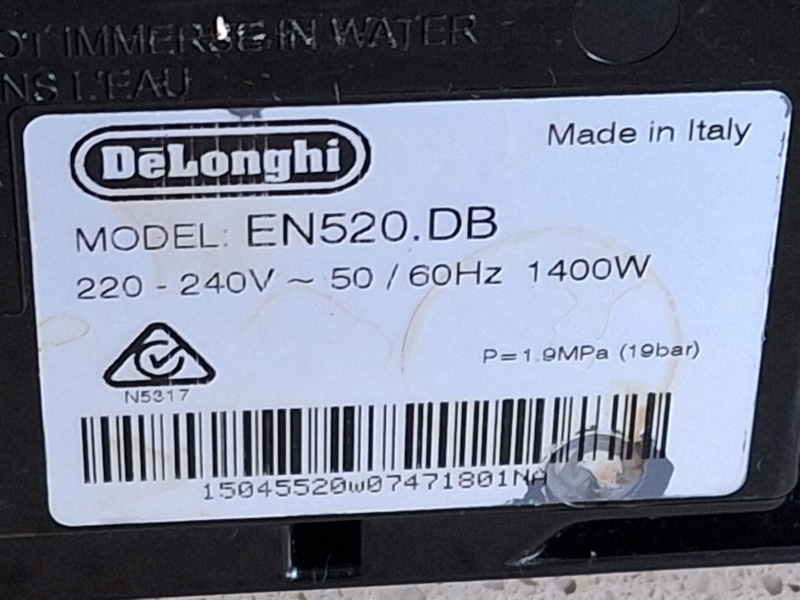 OT IMMERSE IN WATER
NS L'EAU
DeLonghi
Made in Italy
MODEL: EN520.DB
220 - 240V ~ 50 / 60Hz 1400W
P=1.9MPa (19bar)
N5317
15045520w07471801NA